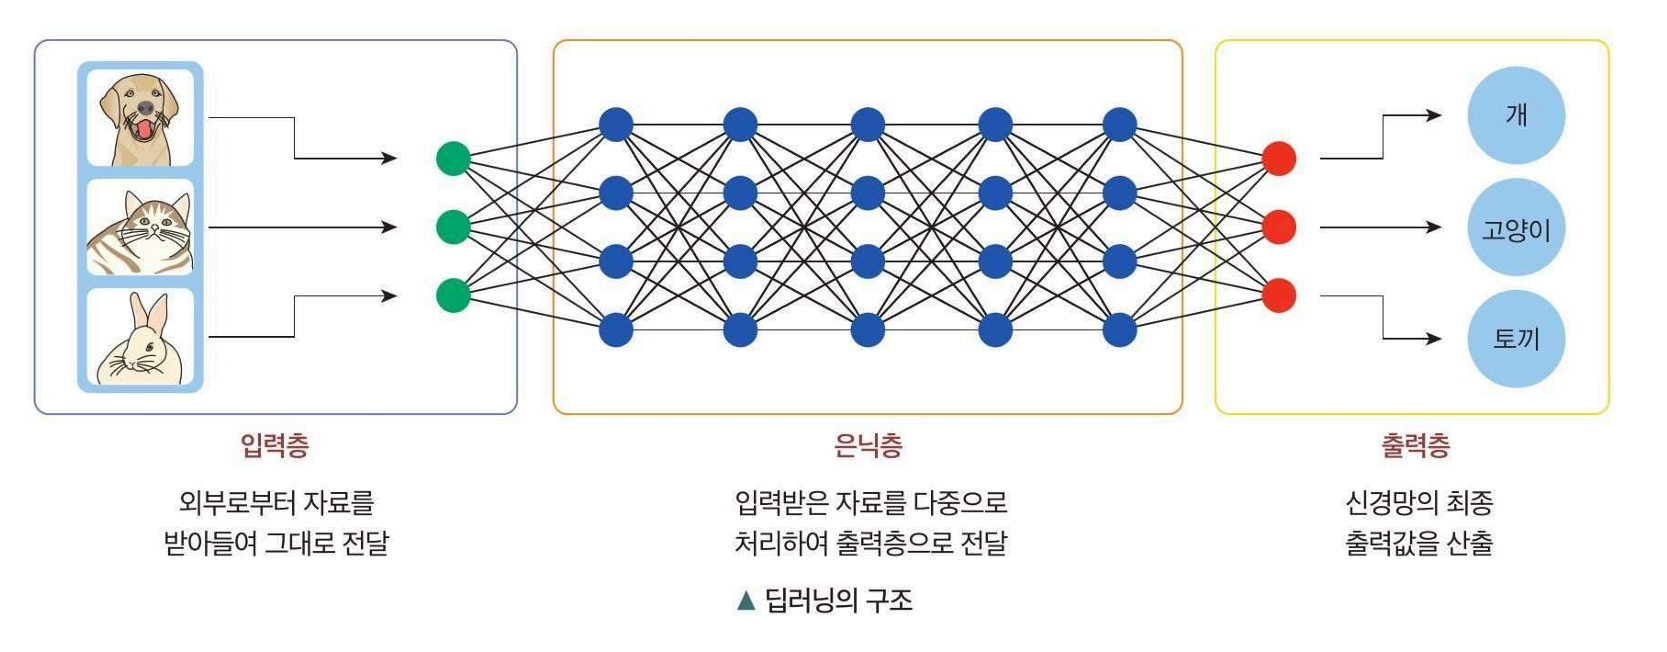 개
고양이
토끼
입력층
외부로부터 자료를
받아들여 그대로 전달
은닉층
입력받은 자료를 다중으로
처리하여 출력층으로 전달
출력층
신경망의 최종
출력값을 산출
▲ 딥러닝의 구조